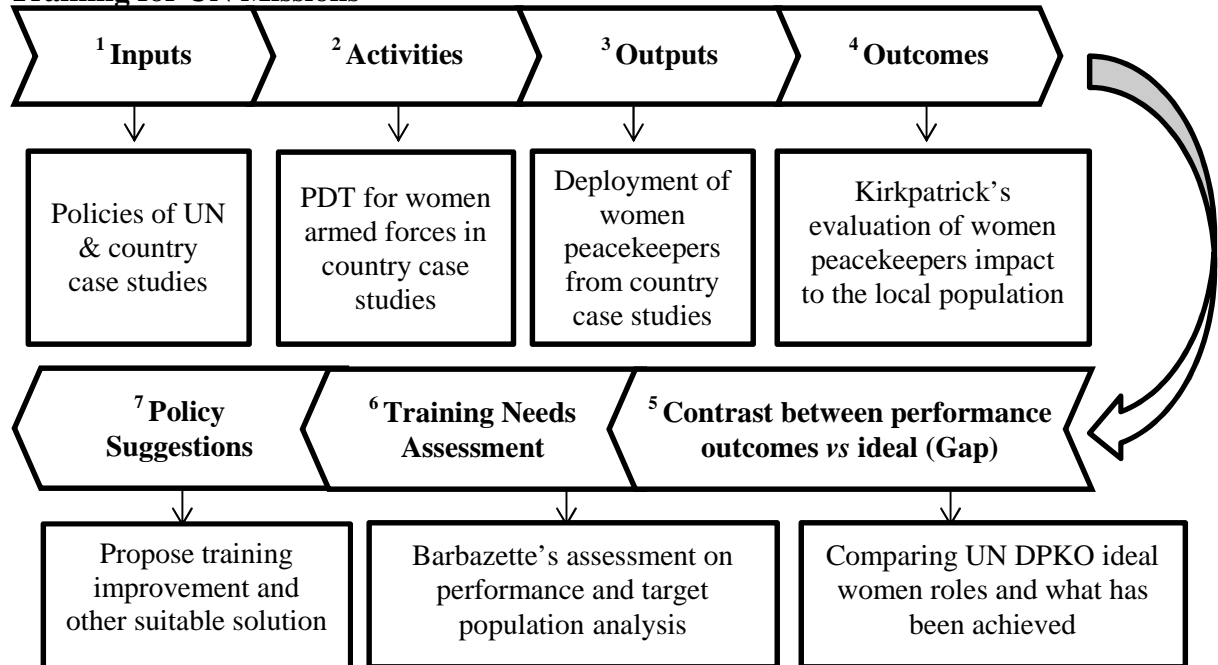 Training for UN Missions
1 Inputs
2 Activities
3 Outputs
4 Outcomes
Policies of UN
& country
case studies
PDT for women
armed forces in
country case
studies
Deployment of
women
peacekeepers
from country
case studies
Kirkpatrick’s
evaluation of women
peacekeepers impact
to the local population
5 Contrast between performance
outcomes vs ideal (Gap)
6 Training Needs
Assessment
7 Policy
Suggestions
Comparing UN DPKO ideal
women roles and what has
been achieved
Barbazette’s assessment on
performance and target
population analysis
Propose training
improvement and
other suitable solution